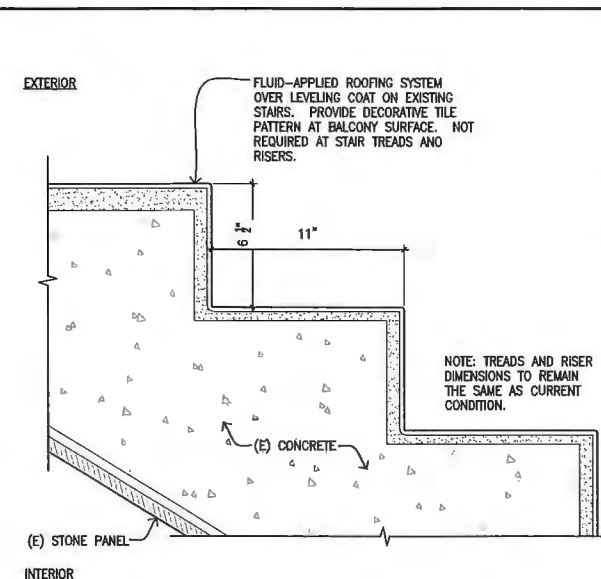 EXTERIOR
FLUID-APPLIED ROOFING SYSTEM
OVER LEVELING COAT ON EXISTING
STAIRS. PROVIDE DECORATIVE TILE
PATTERN AT BALCONY SURFACE. NOT
REQUIRED AT STAIR TREADS AND
RISERS.
6 1/2"
11"
NOTE: TREADS AND RISER
DIMENSIONS TO REMAIN
THE SAME AS CURRENT
CONDITION.
(E) CONCRETE
(E) STONE PANEL
INTERIOR